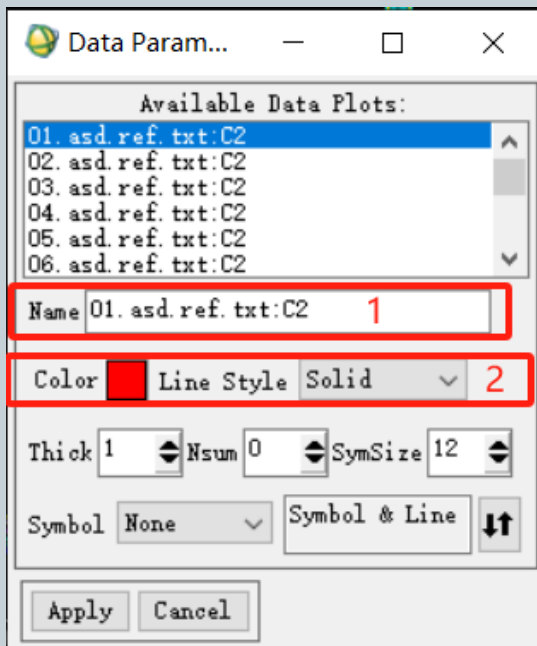 Data Param...
Available Data Plots:
01.asd.ref.txt:C2
02.asd.ref.txt:C2
03.asd.ref.txt:C2
04.asd.ref.txt:C2
05.asd.ref.txt:C2
06.asd.ref.txt:C2
Name 01.asd.ref.txt:C2 1
Color Line Style Solid 2
Thick 1 Nsum 0 SymSize 12
Symbol None Symbol & Line
Apply Cancel